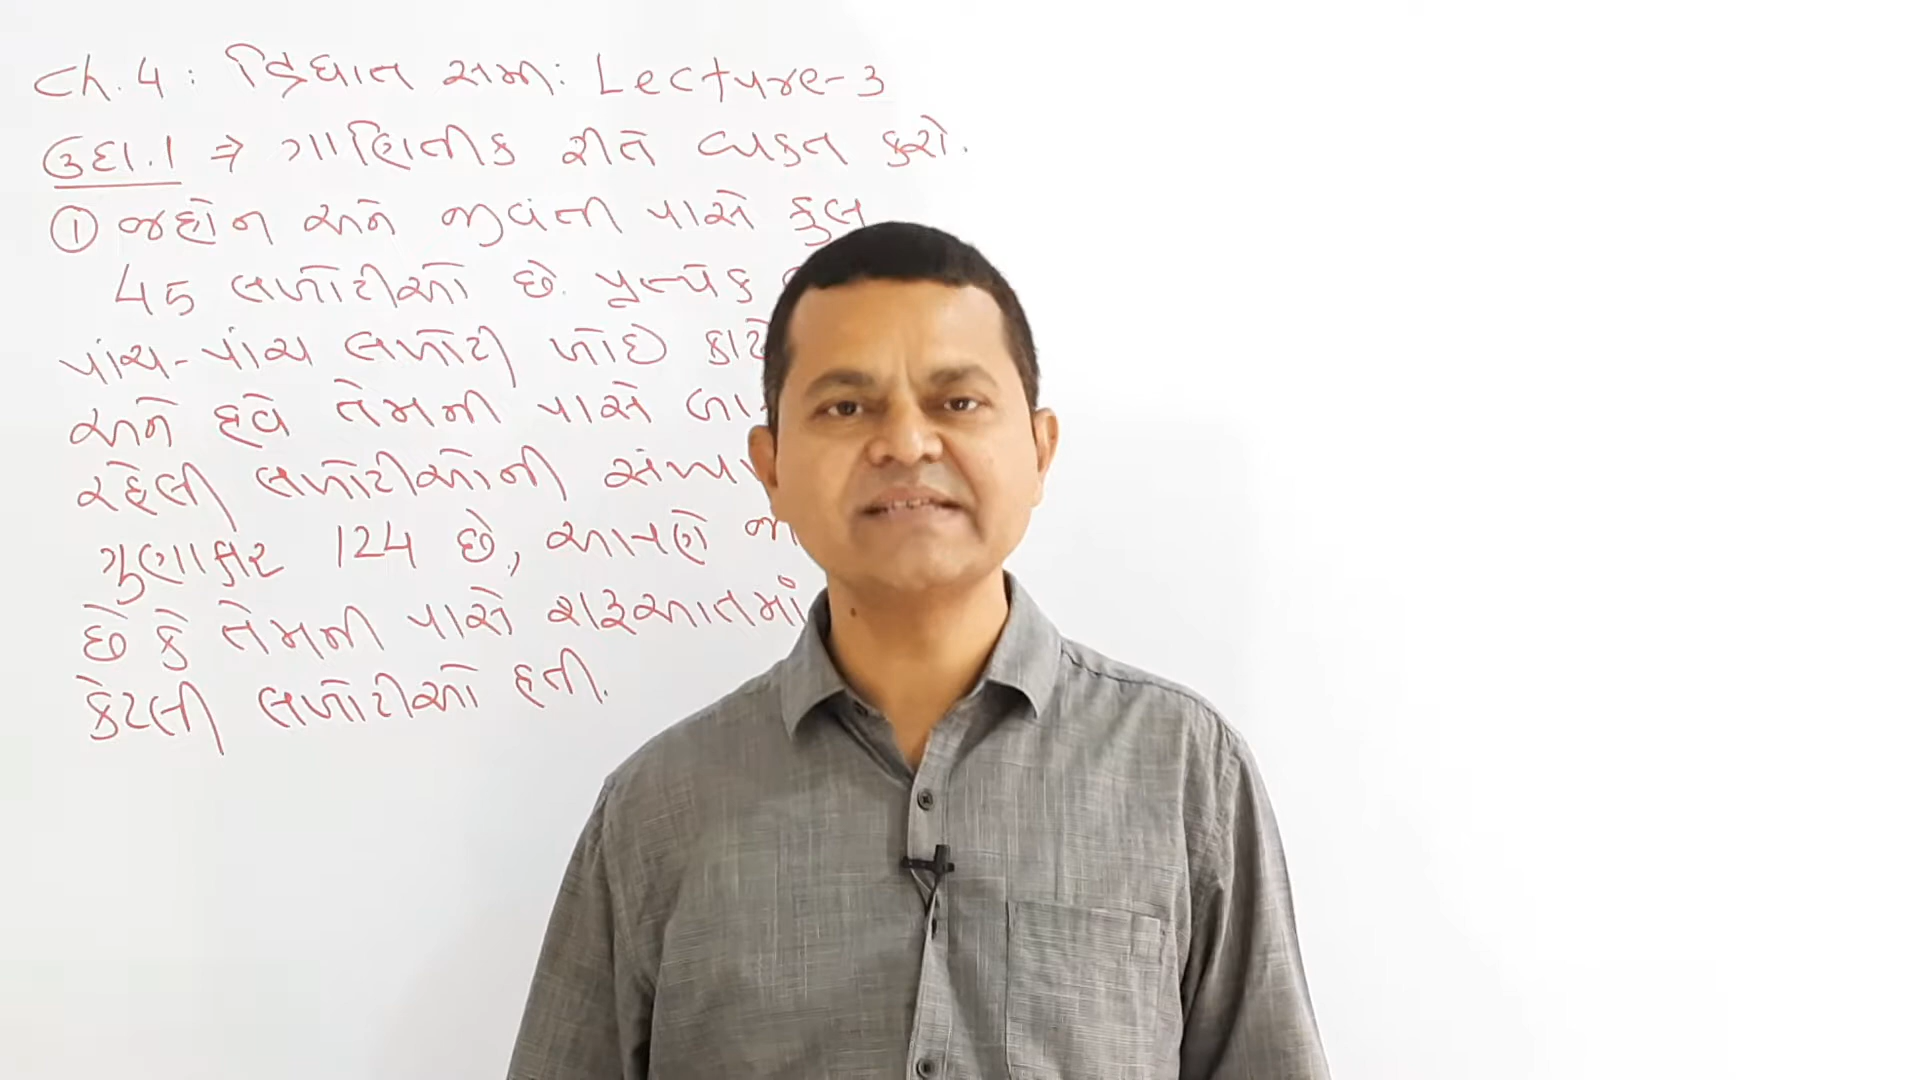 Ch. 4 : દ્વિઘાત સમી: Lecture-3
ઉદા.1 ⇒ ગાણિતીક રીતે વ્યક્ત કરો.
① જહોન અને જીવંતી પાસે કુલ
45 લખોટીઓ છે. પ્રત્યેક
પાંચ-પાંચ લખોટી ખોઈ કાઢે
અને હવે તેમની પાસે
રહેલી લખોટીઓની
ગુણાકાર 124 છે, આપણે
છે કે તેમની પાસે શરૂઆતમાં
કેટલી લખોટીઓ હતી.